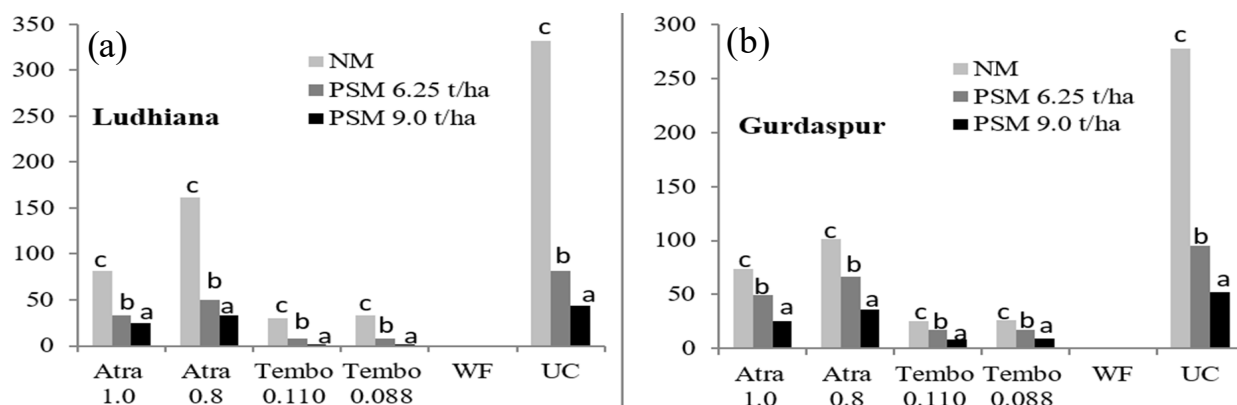 (a)
350
300
250
200
150
100
50
0
Ludhiana
NM
PSM 6.25 t/ha
PSM 9.0 t/ha
c b a
c b a
c b a
c b a
c b a
Atra 1.0
Atra 0.8
Tembo 0.110
Tembo 0.088
WF
UC
(b)
300
250
200
150
100
50
0
Gurdaspur
NM
PSM 6.25 t/ha
PSM 9.0 t/ha
c b a
c b a
c b a
c b a
c b a
Atra 1.0
Atra 0.8
Tembo 0.110
Tembo 0.088
WF
UC